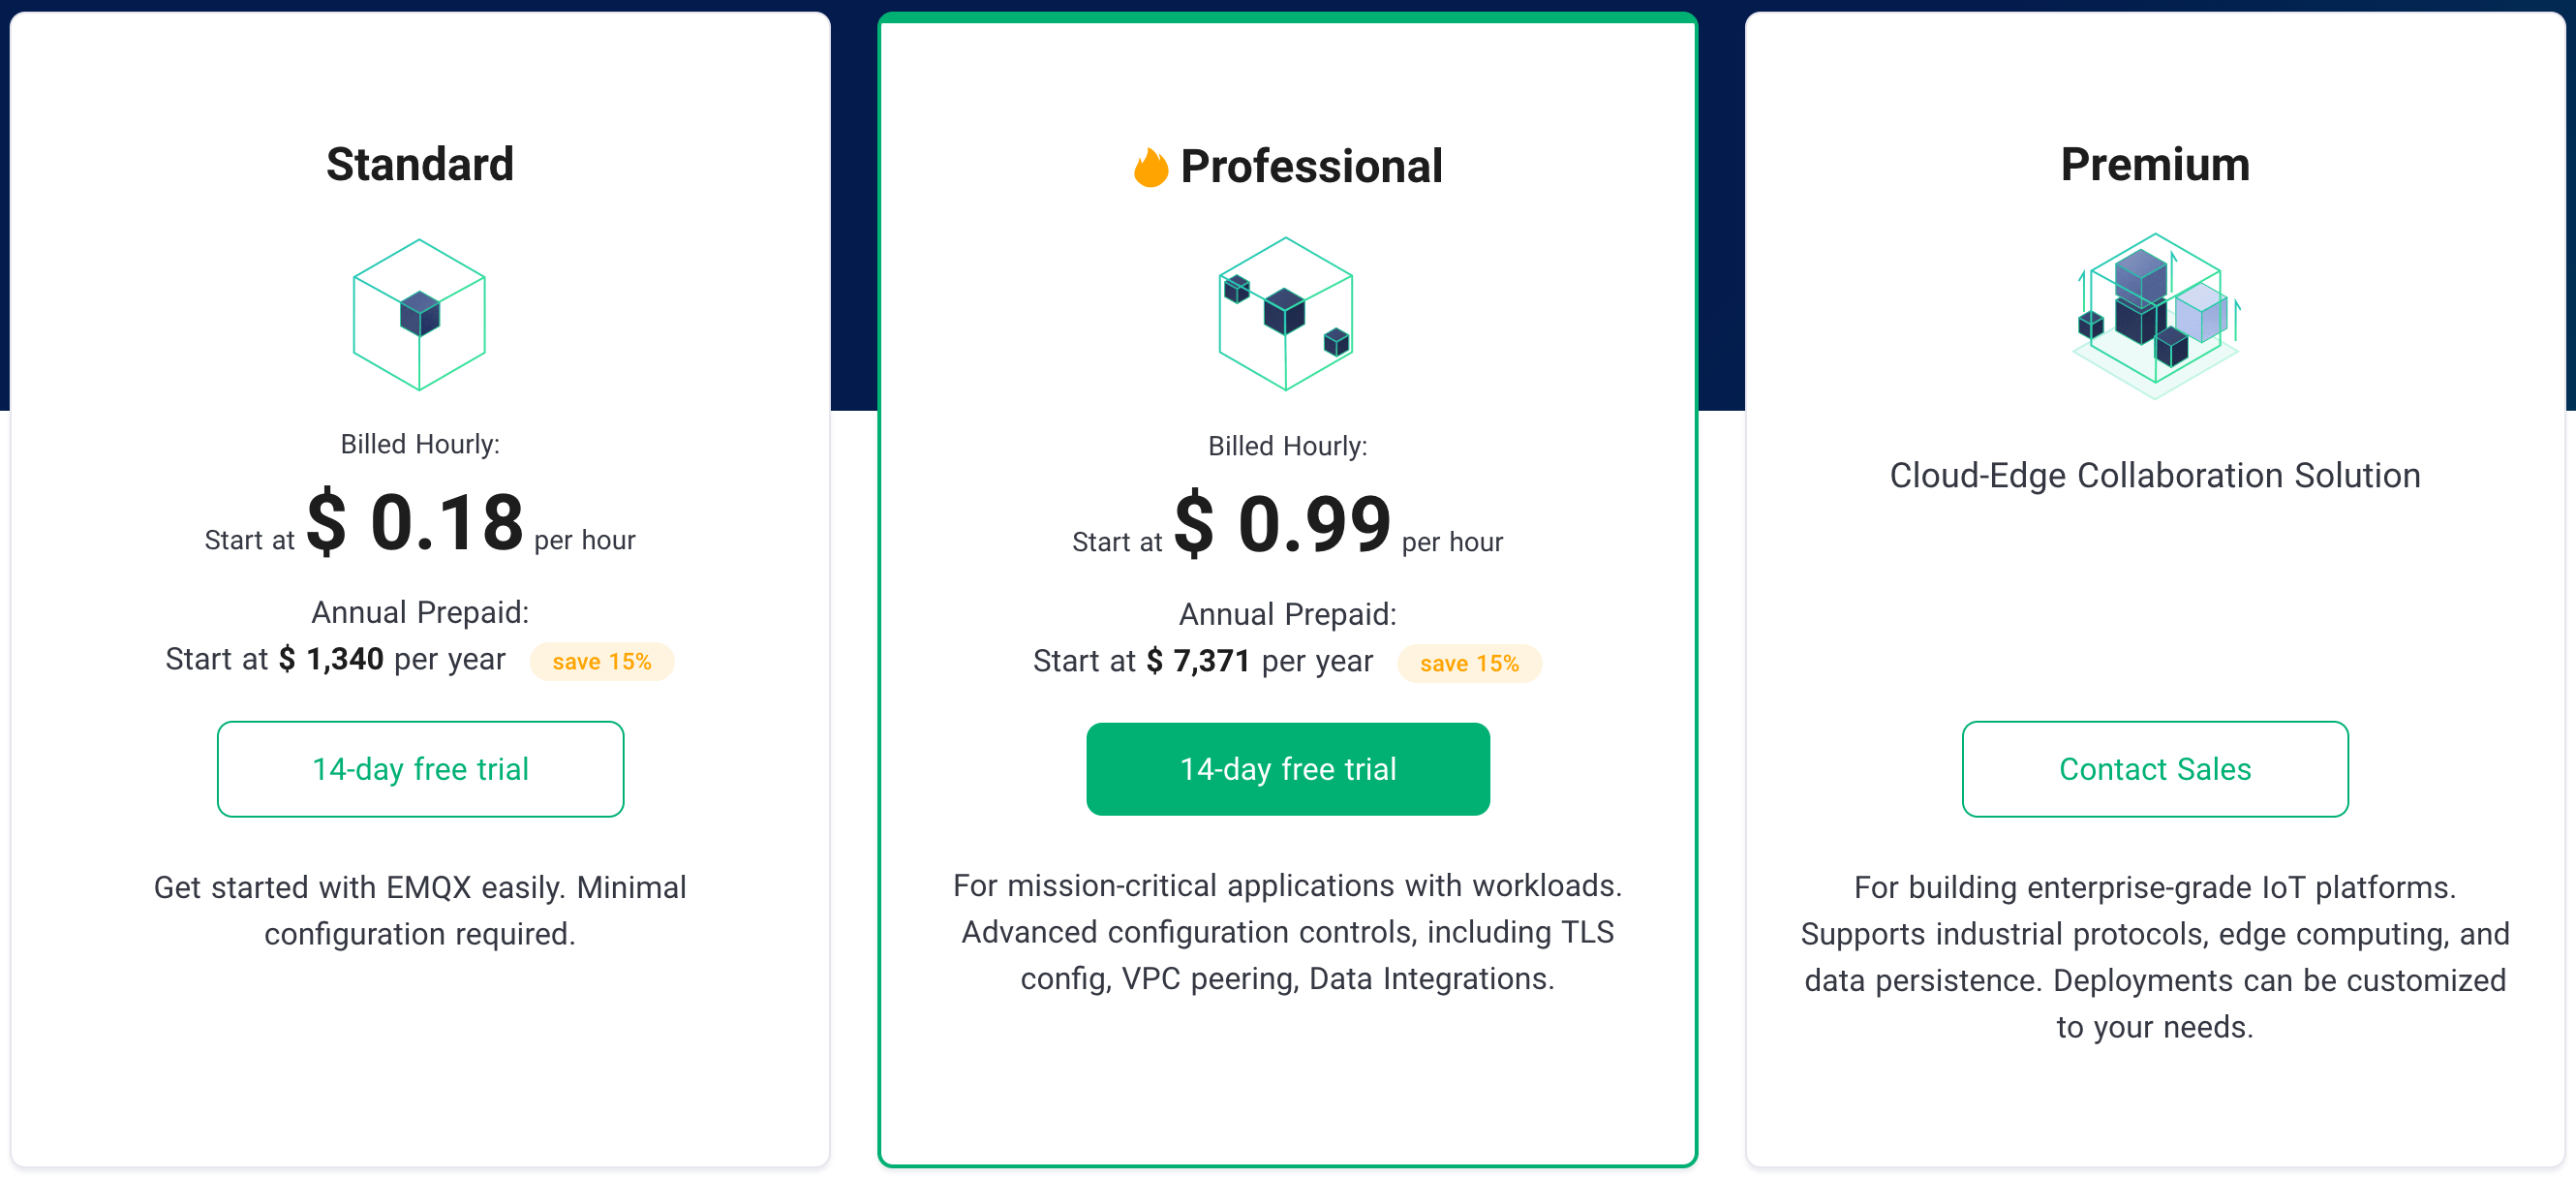 Standard
Billed Hourly:
Start at $ 0.18 per hour
Annual Prepaid:
Start at $ 1,340 per year save 15%
14-day free trial
Get started with EMQX easily. Minimal
configuration required.
Professional
Billed Hourly:
Start at $ 0.99 per hour
Annual Prepaid:
Start at $ 7,371 per year save 15%
14-day free trial
For mission-critical applications with workloads.
Advanced configuration controls, including TLS
config, VPC peering, Data Integrations.
Premium
Cloud-Edge Collaboration Solution
Contact Sales
For building enterprise-grade IoT platforms.
Supports industrial protocols, edge computing, and
data persistence. Deployments can be customized
to your needs.